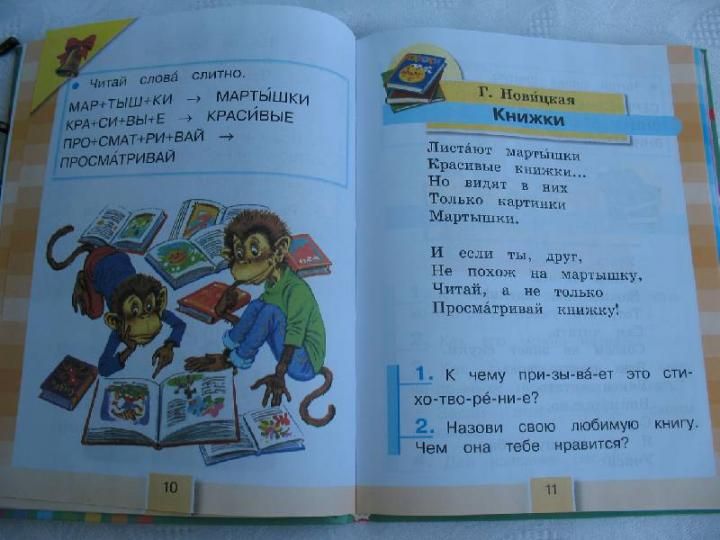 Читай слова́ слитно.
МАР+ТЫШ+КИ → МАРТЫ́ШКИ
КРА+СИ+ВЫ+Е → КРАСИ́ВЫЕ
ПРО+СМАТ+РИ+ВАЙ →
ПРОСМА́ТРИВАЙ
10
Г. Нови́цкая
Книжки
Листа́ют марты́шки
Красивые книжки...
Но видят в них
Только картинки
Мартышки.
И если ты, друг,
Не похож на мартышку,
Читай, а не только
Просма́тривай книжку!
1. К чему при-зы-ва́-ет это сти-
хо-тво-ре́-ни-е?
2. Назови свою любимую книгу.
Чем она тебе нравится?
11